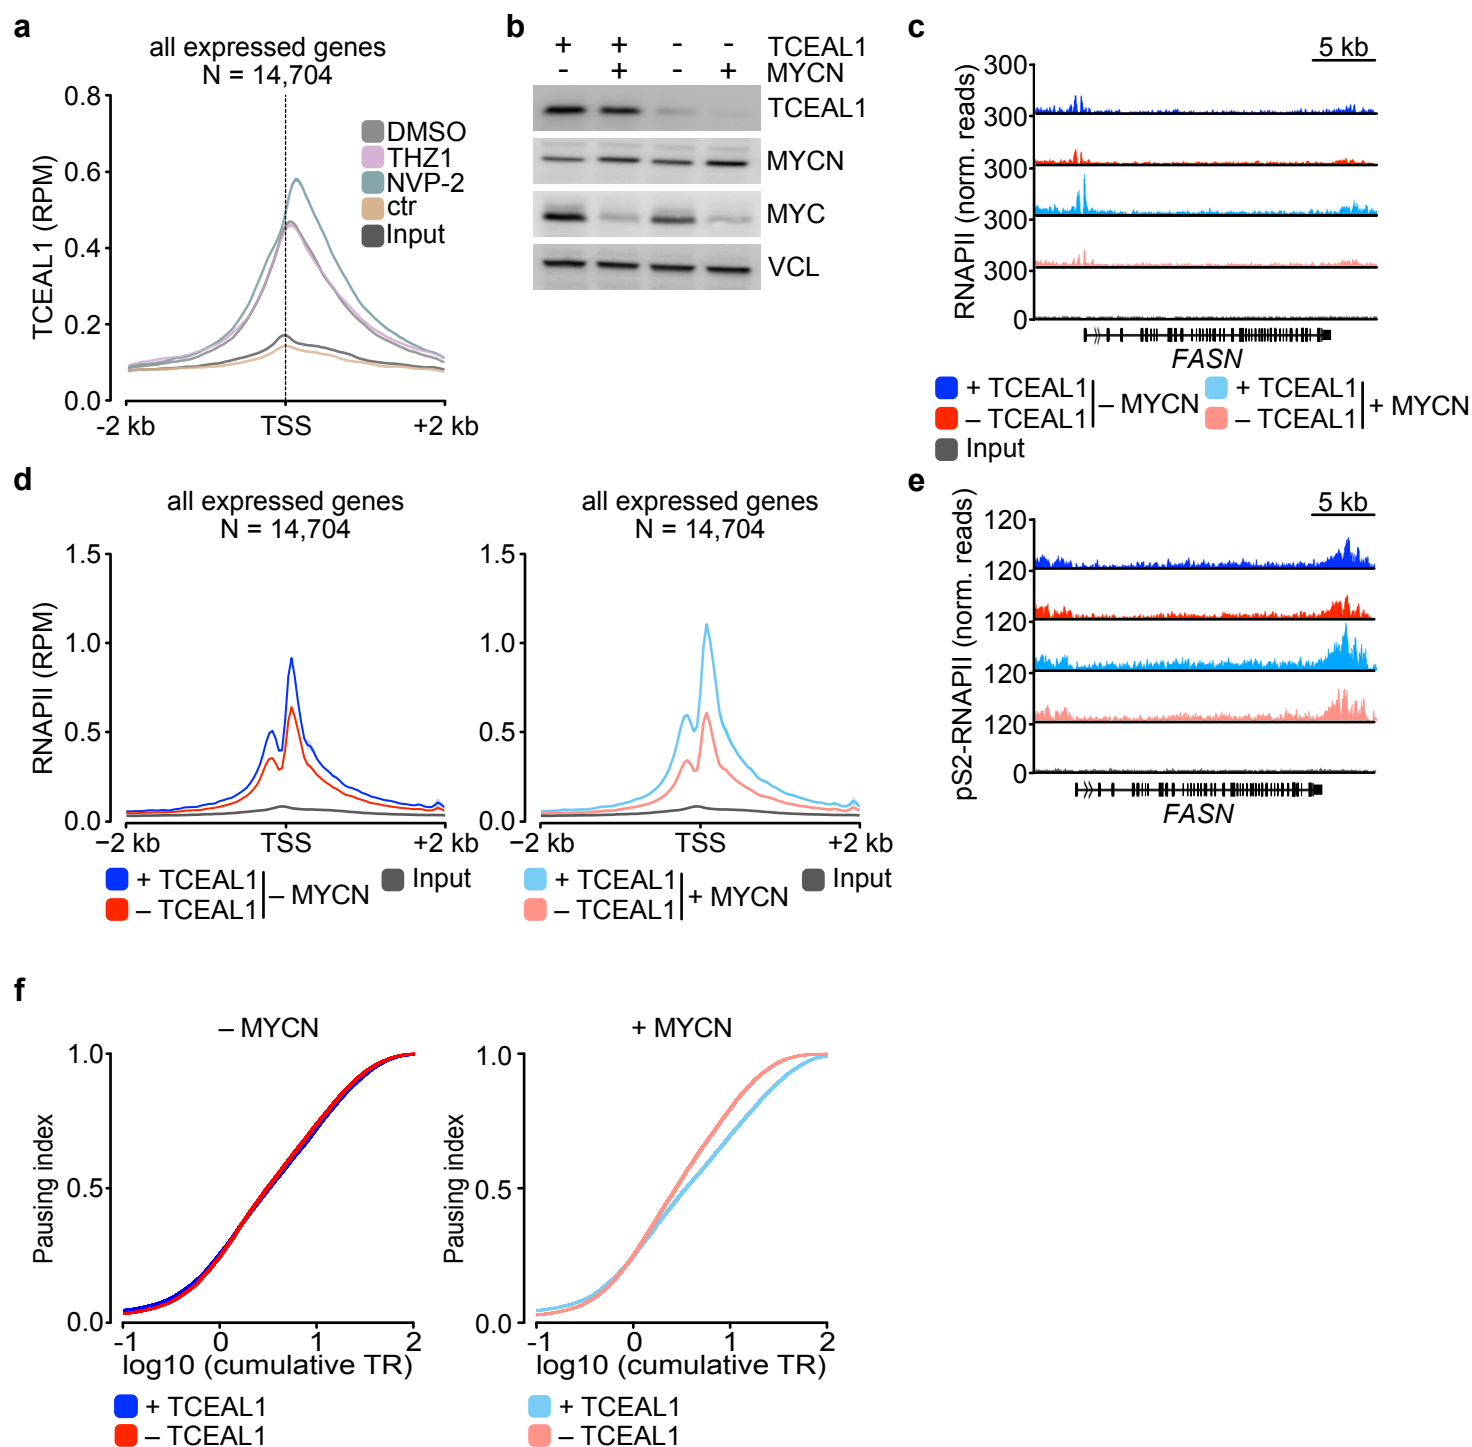 a
all expressed genes
N = 14,704
TCEAL1 (RPM)
0.8
0.6
0.4
0.2
0.0
-2 kb
TSS
+2 kb
DMSO
THZ1
NVP-2
ctr
Input
b
+ + - - TCEAL1
- + - + MYCN
TCEAL1
MYCN
MYC
VCL
c
5 kb
RNAPII (norm. reads)
300
300
300
300
300
0
FASN
+ TCEAL1
– TCEAL1
– MYCN
+ TCEAL1
– TCEAL1
+ MYCN
Input
d
all expressed genes
N = 14,704
RNAPII (RPM)
1.5
1.0
0.5
0.0
−2 kb
TSS
+2 kb
+ TCEAL1
– TCEAL1
– MYCN
Input
all expressed genes
N = 14,704
1.5
1.0
0.5
0.0
−2 kb
TSS
+2 kb
+ TCEAL1
– TCEAL1
+ MYCN
Input
e
5 kb
pS2-RNAPII (norm. reads)
120
120
120
120
120
0
FASN
f
– MYCN
Pausing index
1.0
0.5
0.0
-1 0 1 2
log10 (cumulative TR)
+ TCEAL1
– TCEAL1
+ MYCN
Pausing index
1.0
0.5
0.0
-1 0 1 2
log10 (cumulative TR)
+ TCEAL1
– TCEAL1